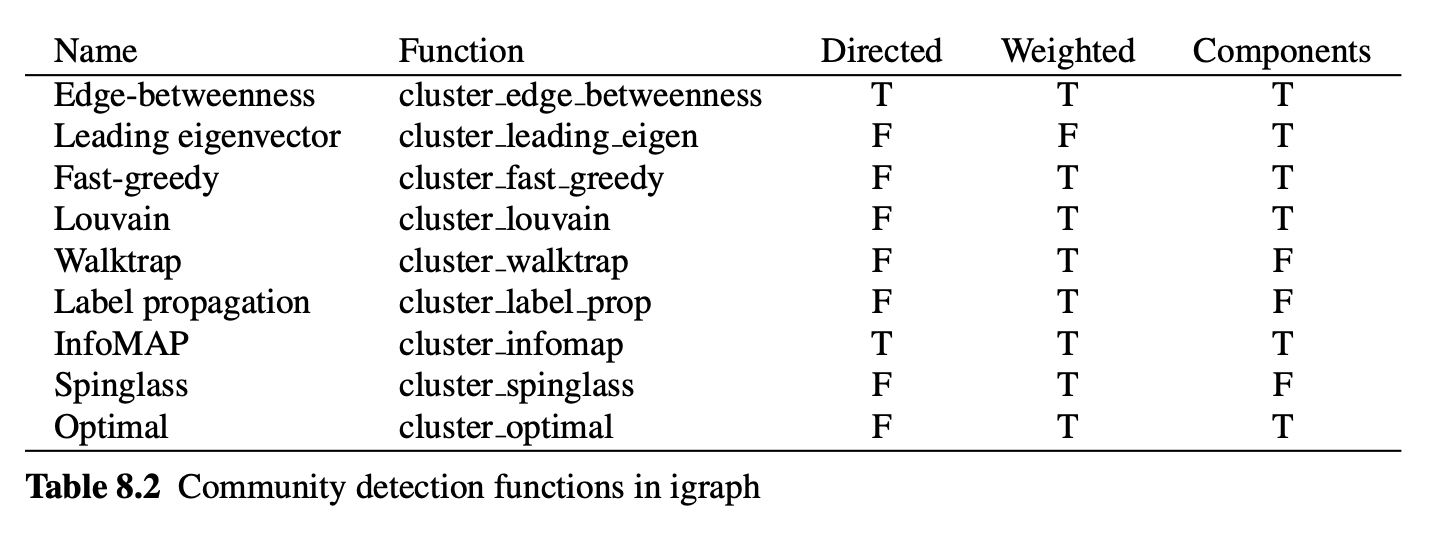 Name Function Directed Weighted Components
Edge-betweenness cluster_edge_betweenness T T T
Leading eigenvector cluster_leading_eigen F F T
Fast-greedy cluster_fast_greedy F T T
Louvain cluster_louvain F T T
Walktrap cluster_walktrap F T F
Label propagation cluster_label_prop F T F
InfoMAP cluster_infomap T T T
Spinglass cluster_spinglass F T F
Optimal cluster_optimal F T T
Table 8.2 Community detection functions in igraph